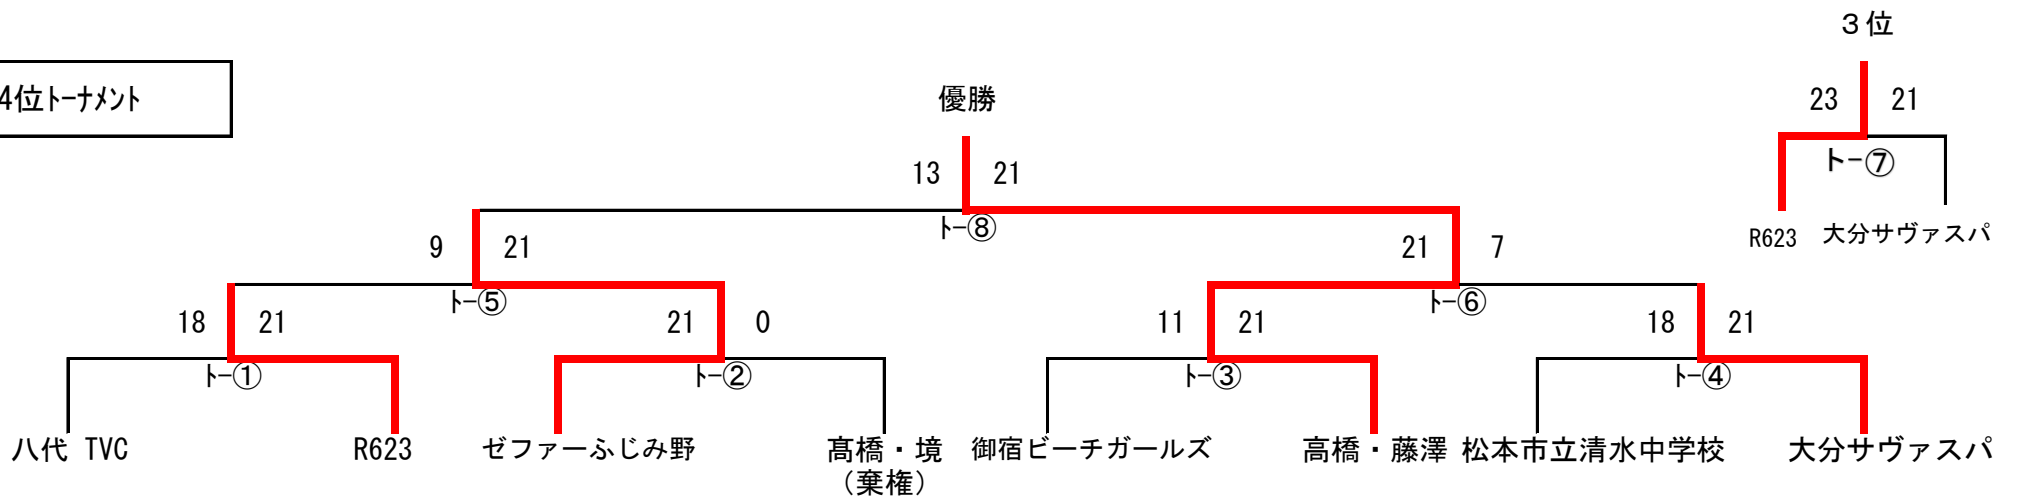 ３位
4位ﾄｰﾅﾒﾝﾄ
優勝
23 21
ﾄｰ⑦
13 21
ﾄｰ⑧
R623 大分サヴァスパ
9 21
21 7
ﾄｰ⑤
ﾄｰ⑥
18 21
21 0
11 21
18 21
ﾄｰ①
ﾄｰ②
ﾄｰ③
ﾄｰ④
八代 TVC
R623
ゼファーふじみ野
髙橋・境
（棄権）
御宿ビーチガールズ
高橋・藤澤
松本市立清水中学校
大分サヴァスパ